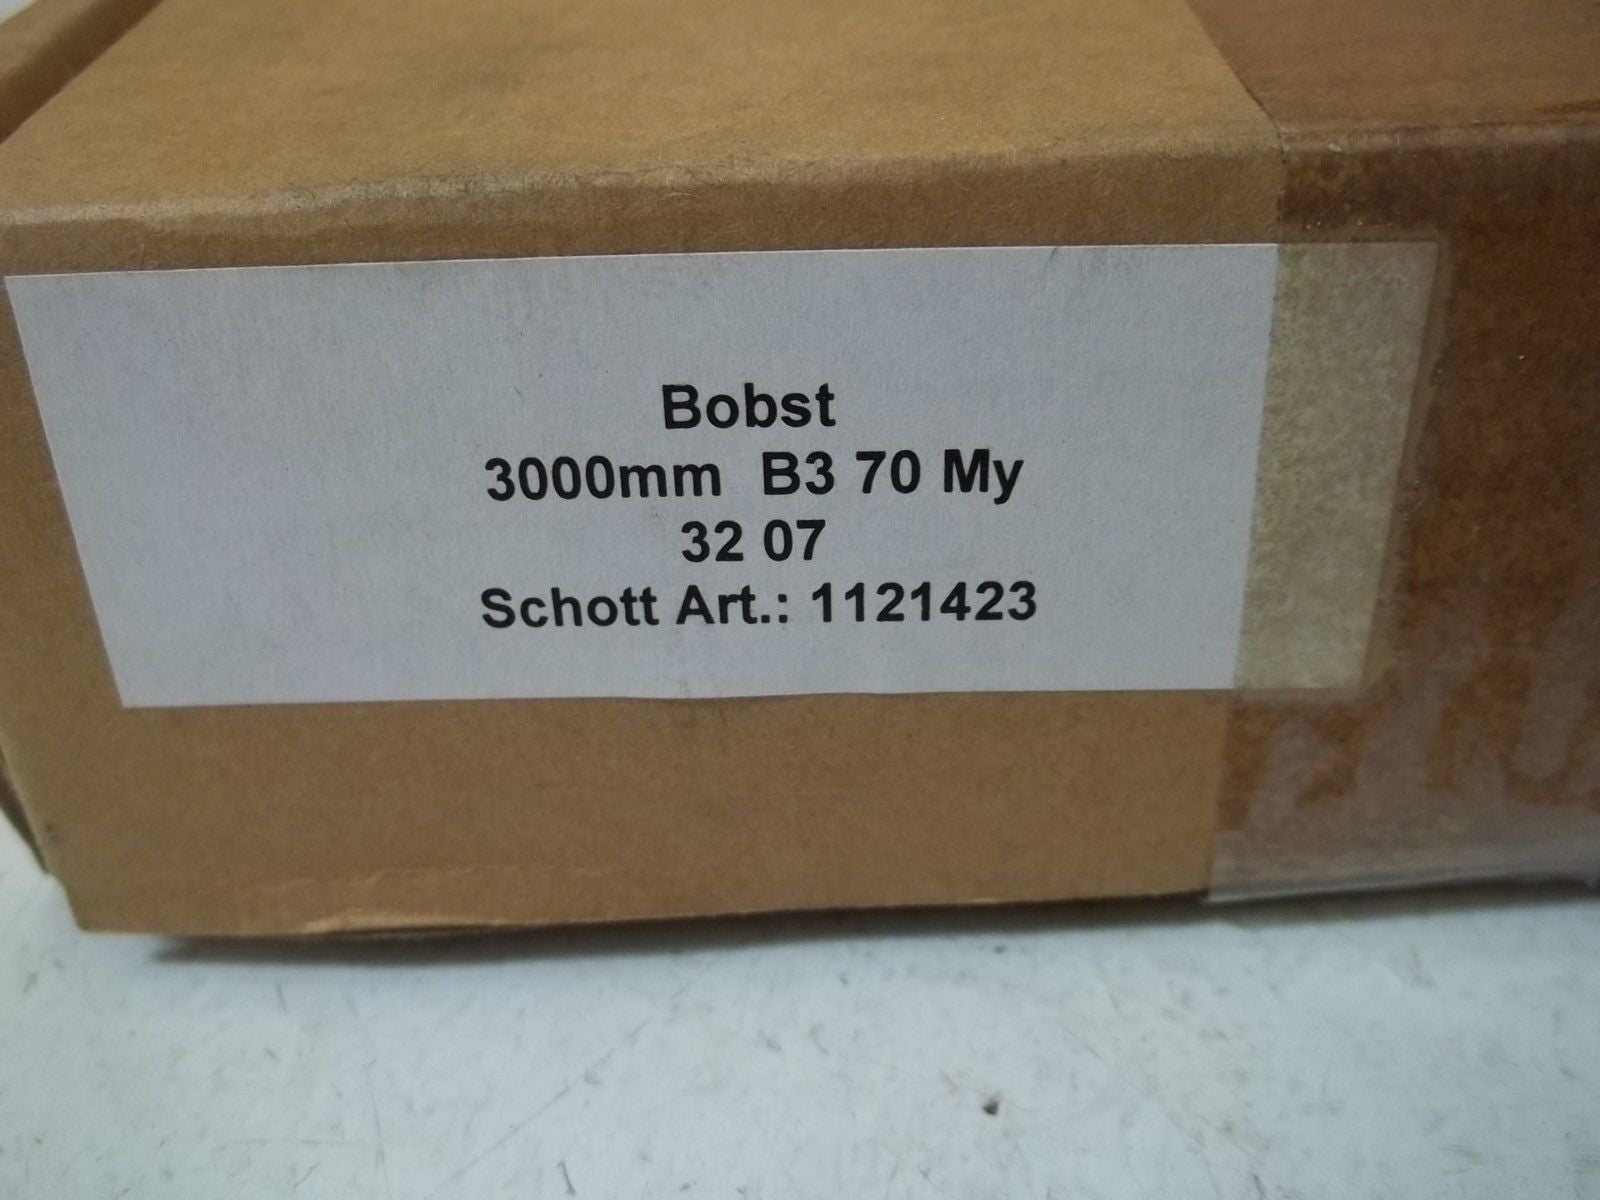 Bobst
3000mm B3 70 My
32 07
Schott Art.: 1121423